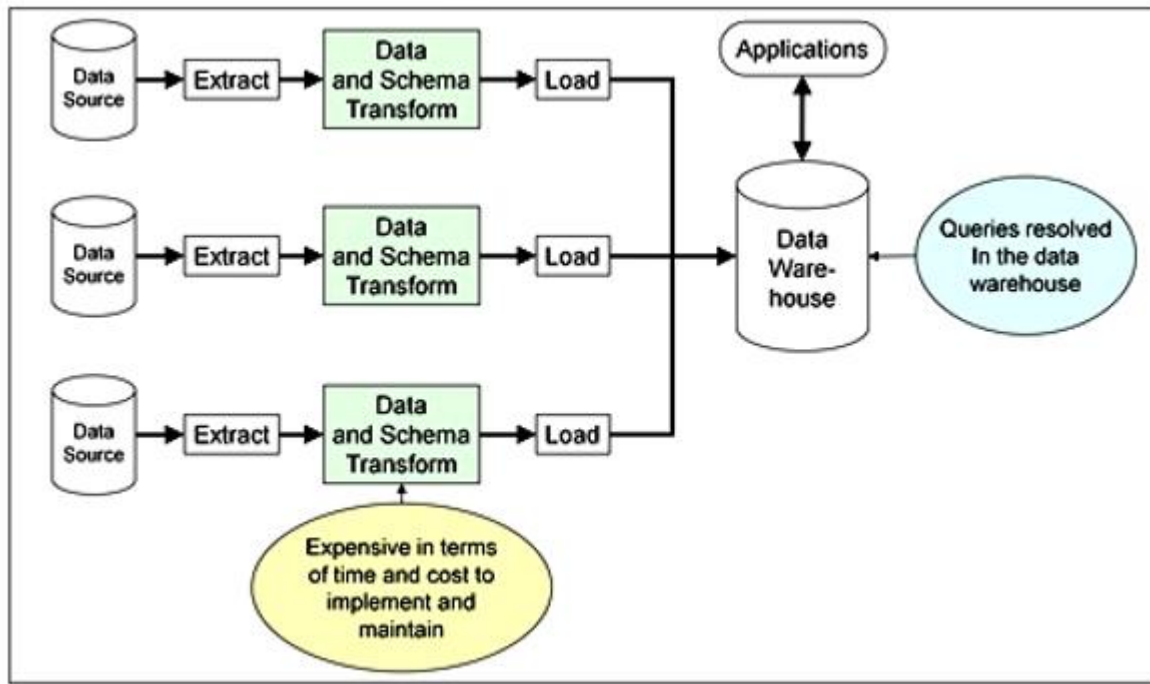 Data
Source
Extract
Data
and Schema
Transform
Load
Applications
Data
Source
Extract
Data
and Schema
Transform
Load
Data
Ware-
house
Queries resolved
In the data
warehouse
Data
Source
Extract
Data
and Schema
Transform
Load
Expensive in terms
of time and cost to
implement and
maintain